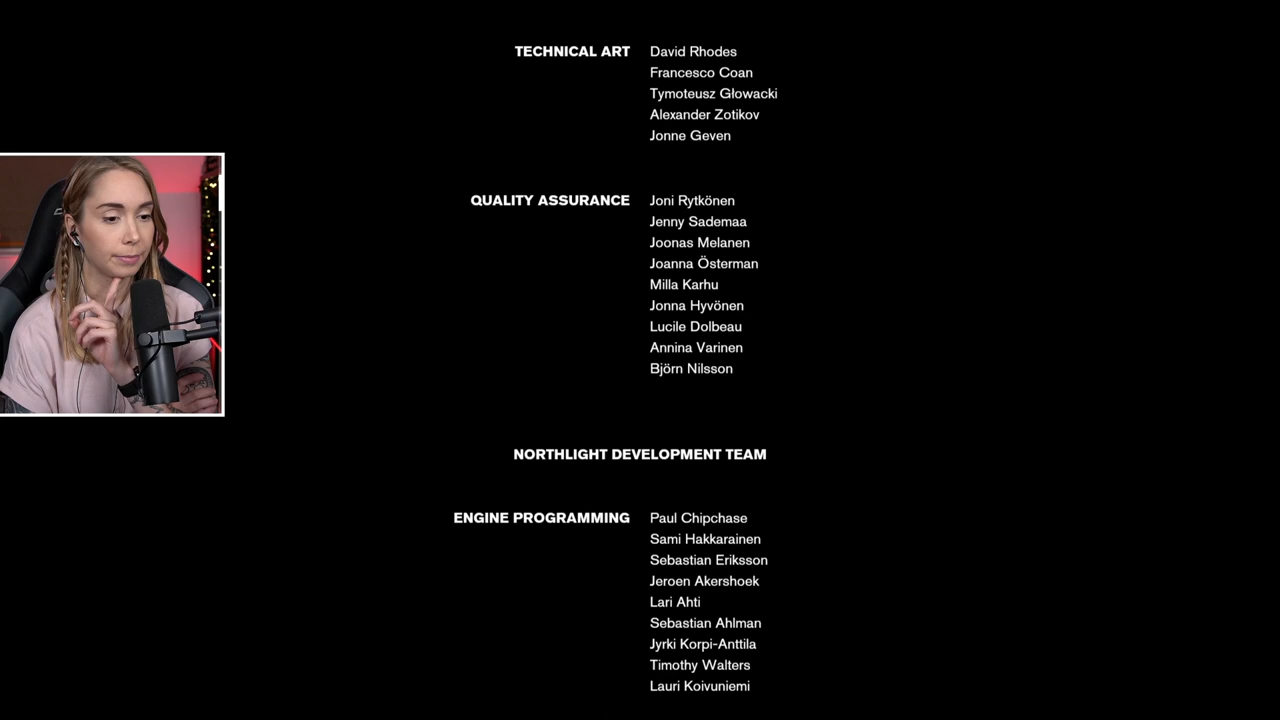 TECHNICAL ART David Rhodes
Francesco Coan
Tymoteusz Głowacki
Alexander Zotikov
Jonne Geven
QUALITY ASSURANCE Joni Rytkönen
Jenny Sademaa
Joonas Melanen
Joanna Österman
Milla Karhu
Jonna Hyvönen
Lucile Dolbeau
Annina Varinen
Björn Nilsson
NORTHLIGHT DEVELOPMENT TEAM
ENGINE PROGRAMMING Paul Chipchase
Sami Hakkarainen
Sebastian Eriksson
Jeroen Akershoek
Lari Ahti
Sebastian Ahlman
Jyrki Korpi-Anttila
Timothy Walters
Lauri Koivuniemi